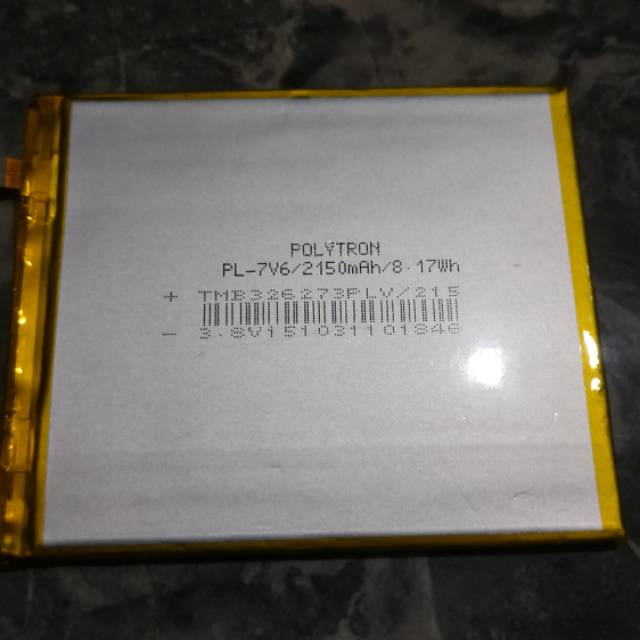 POLYTRON
PL-7V6/2150mAh/8.17Wh
+ TMB326273PLV/215
- 3.8V151031101846